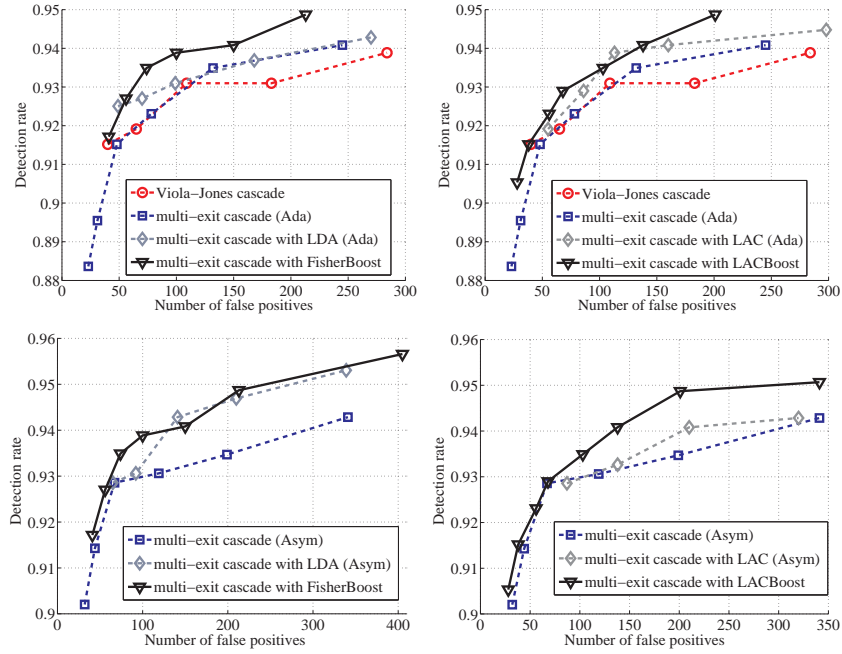 0.95
0.94
0.93
0.92
0.91
0.9
0.89
0.88
Detection rate
0 50 100 150 200 250 300
Number of false positives
Viola−Jones cascade
multi−exit cascade (Ada)
multi−exit cascade with LDA (Ada)
multi−exit cascade with FisherBoost
0.95
0.94
0.93
0.92
0.91
0.9
0.89
0.88
Detection rate
0 50 100 150 200 250 300
Number of false positives
Viola−Jones cascade
multi−exit cascade (Ada)
multi−exit cascade with LAC (Ada)
multi−exit cascade with LACBoost
0.96
0.95
0.94
0.93
0.92
0.91
0.9
Detection rate
0 100 200 300 400
Number of false positives
multi−exit cascade (Asym)
multi−exit cascade with LDA (Asym)
multi−exit cascade with FisherBoost
0.96
0.95
0.94
0.93
0.92
0.91
0.9
Detection rate
0 50 100 150 200 250 300 350
Number of false positives
multi−exit cascade (Asym)
multi−exit cascade with LAC (Asym)
multi−exit cascade with LACBoost